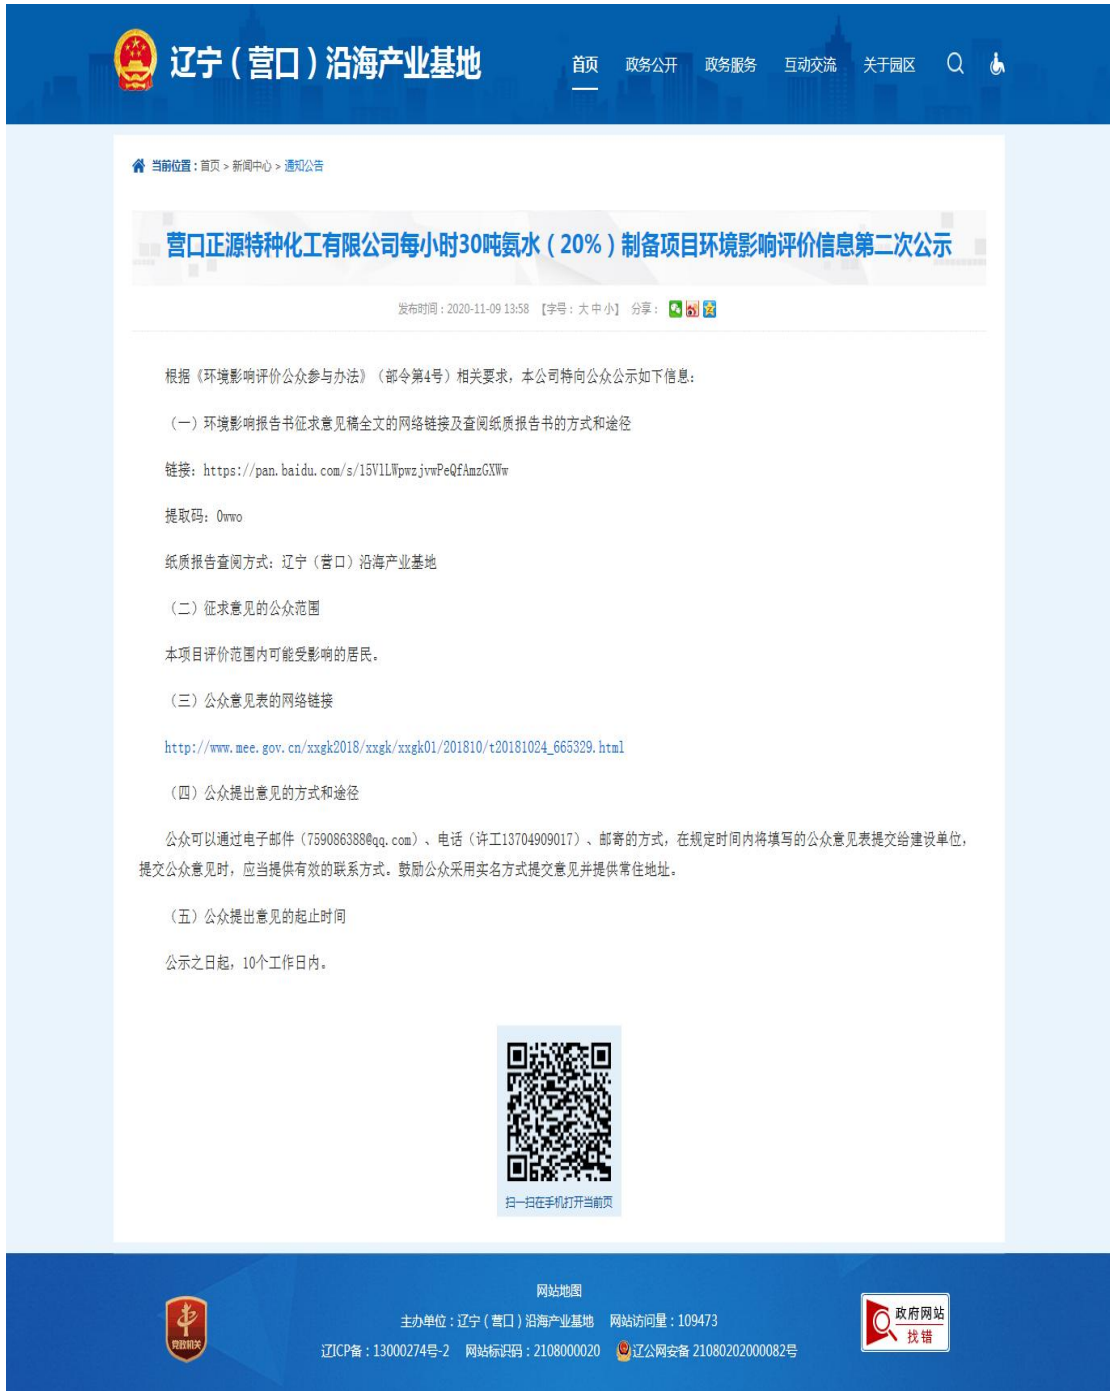 辽宁（营口）沿海产业基地
首页 政务公开 政务服务 互动交流 关于园区
当前位置：首页 > 新闻中心 > 通知公告
营口正源特种化工有限公司每小时30吨氨水（20%）制备项目环境影响评价信息第二次公示
发布时间：2020-11-09 13:58 【字号：大 中 小】 分享：
根据《环境影响评价公众参与办法》（部令第4号）相关要求，本公司特向公众公示如下信息：
（一）环境影响报告书征求意见稿全文的网络链接及查阅纸质报告书的方式和途径
链接：https://pan.baidu.com/s/15V1LWpwzjvwPeQfAmzGXWw
提取码：0wwo
纸质报告查阅方式：辽宁（营口）沿海产业基地
（二）征求意见的公众范围
本项目评价范围内可能受影响的居民。
（三）公众意见表的网络链接
http://www.mee.gov.cn/xxgk2018/xxgk/xxgk01/201810/t20181024_665329.html
（四）公众提出意见的方式和途径
公众可以通过电子邮件（759086388@qq.com）、电话（许工13704909017）、邮寄的方式，在规定时间内将填写的公众意见表提交给建设单位，
提交公众意见时，应当提供有效的联系方式。鼓励公众采用实名方式提交意见并提供常住地址。
（五）公众提出意见的起止时间
公示之日起，10个工作日内。
扫一扫在手机打开当前页
网站地图
主办单位：辽宁（营口）沿海产业基地 网站访问量：109473
辽ICP备：13000274号-2 网站标识码：2108000020 辽公网安备 21080202000082号
党政机关
政府网站
找错